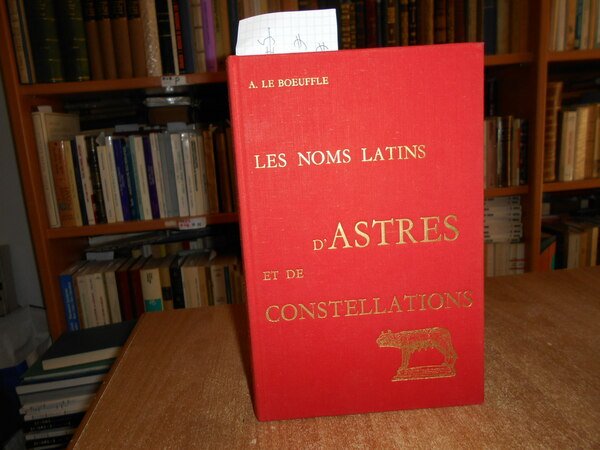 A. LE BOEUFFLE
LES NOMS LATINS
D'ASTRES
ET DE
CONSTELLATIONS